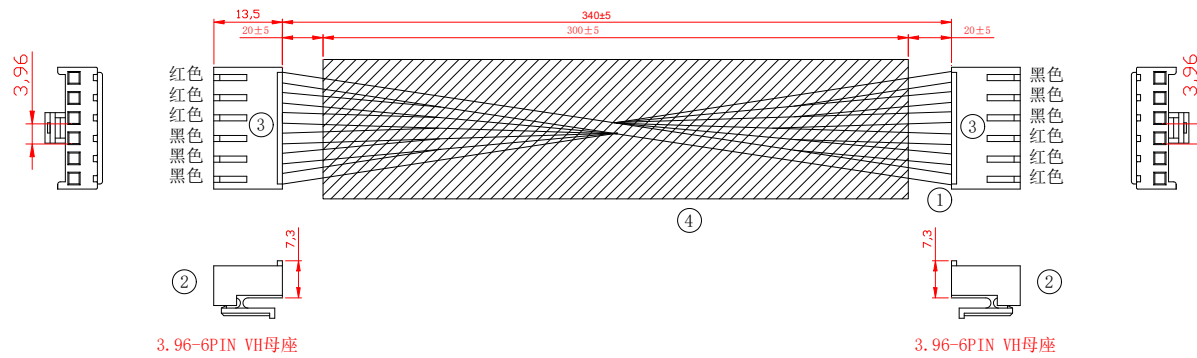 13,5
340±5
20±5
300±5
20±5
3,96
3,96
红色
红色
红色
黑色
黑色
黑色
③
黑色
黑色
黑色
红色
红色
红色
③
①
④
7,3
7,3
②
②
3.96-6PIN VH母座
3.96-6PIN VH母座